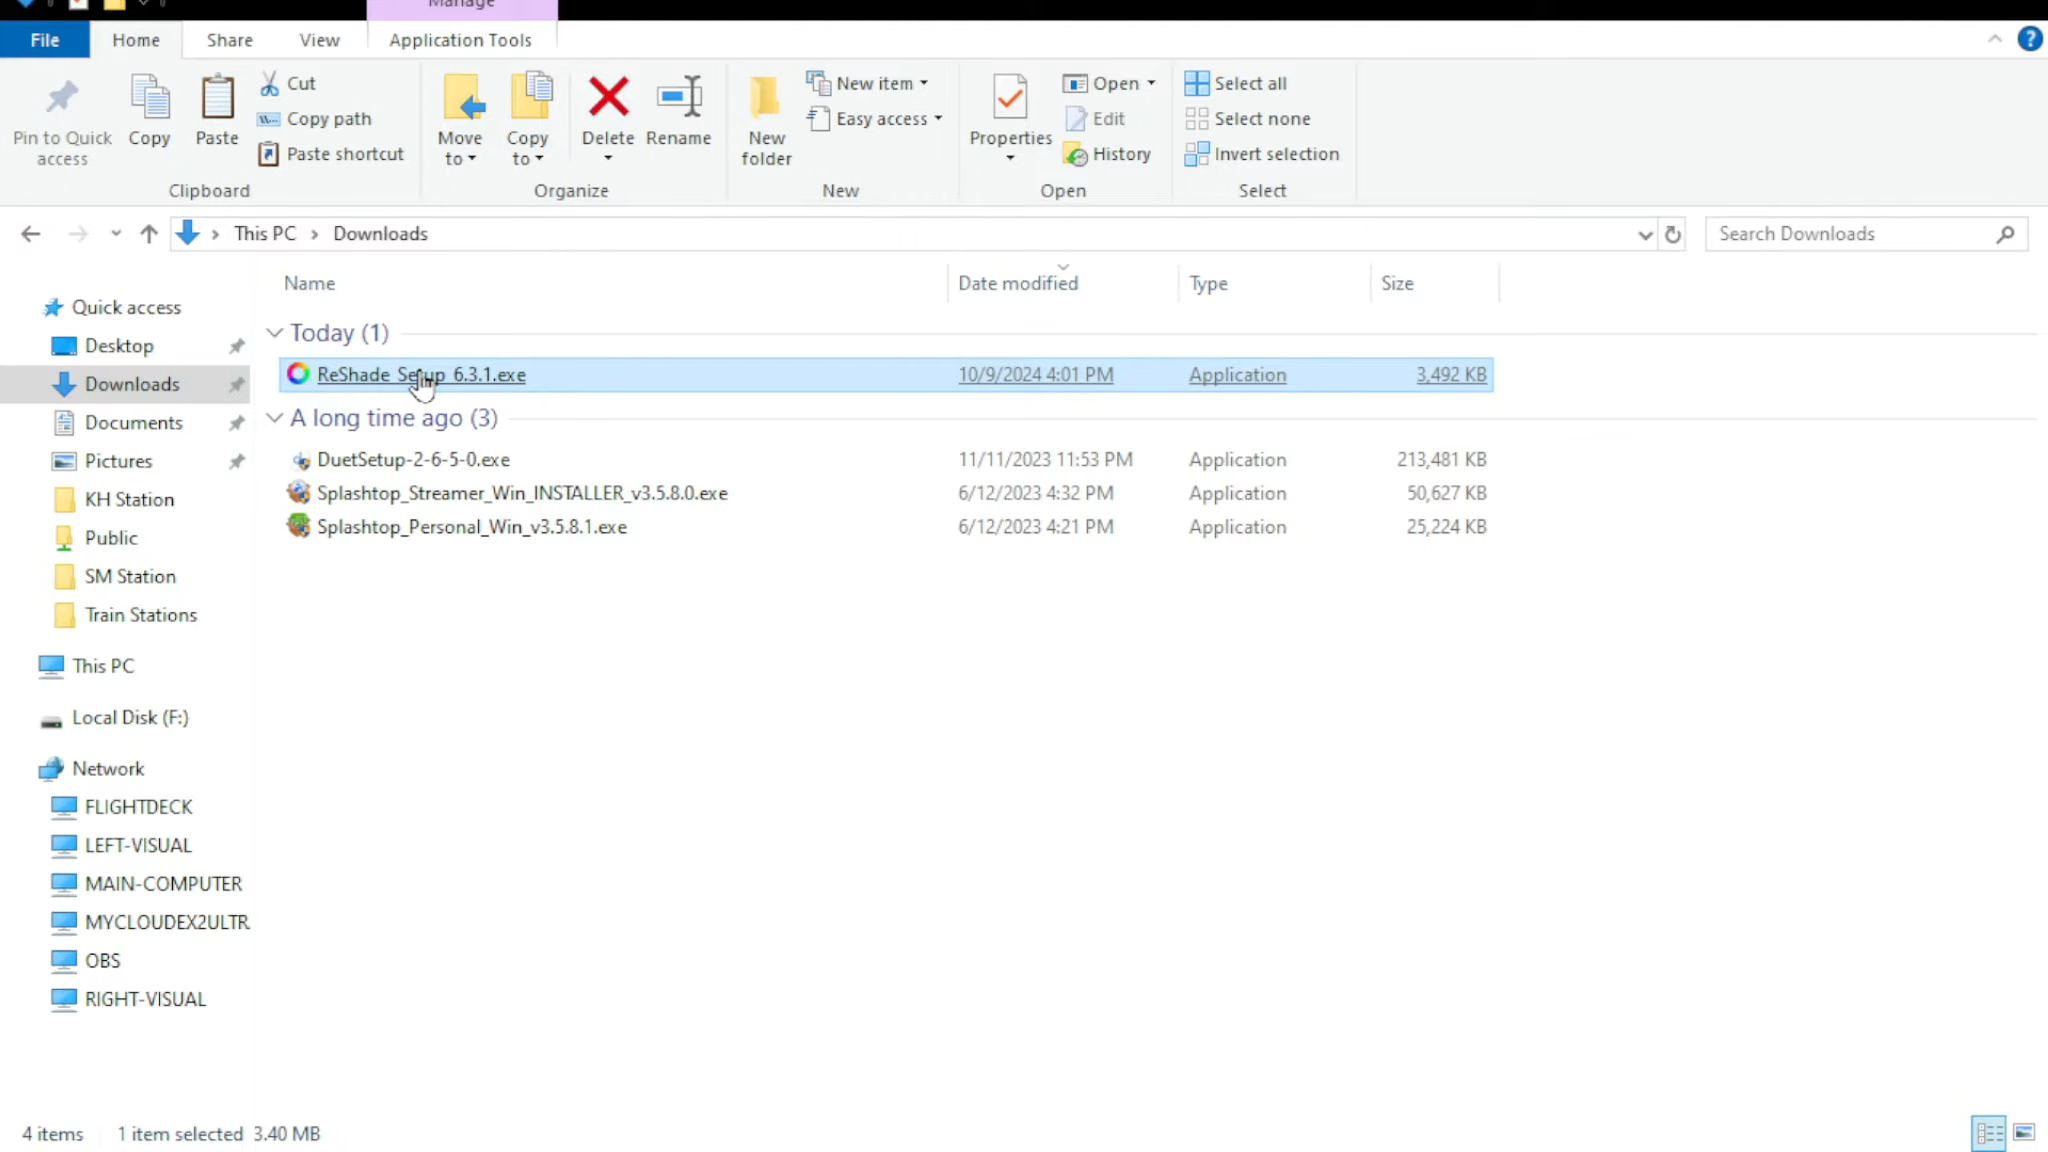 Manage
File
Home
Share
View
Application Tools
Pin to Quick access
Copy
Paste
Cut
Copy path
Paste shortcut
Clipboard
Move to
Copy to
Delete
Rename
Organize
New folder
New item
Easy access
New
Properties
Open
Edit
History
Open
Select all
Select none
Invert selection
Select
This PC > Downloads
Search Downloads
Name
Date modified
Type
Size
Today (1)
ReShade Setup 6.3.1.exe 10/9/2024 4:01 PM Application 3,492 KB
A long time ago (3)
DuetSetup-2-6-5-0.exe 11/11/2023 11:53 PM Application 213,481 KB
Splashtop_Streamer_Win_INSTALLER_v3.5.8.0.exe 6/12/2023 4:32 PM Application 50,627 KB
Splashtop_Personal_Win_v3.5.8.1.exe 6/12/2023 4:21 PM Application 25,224 KB
Quick access
Desktop
Downloads
Documents
Pictures
KH Station
Public
SM Station
Train Stations
This PC
Local Disk (F:)
Network
FLIGHTDECK
LEFT-VISUAL
MAIN-COMPUTER
MYCLOUDEX2ULTR
OBS
RIGHT-VISUAL
4 items
1 item selected 3.40 MB